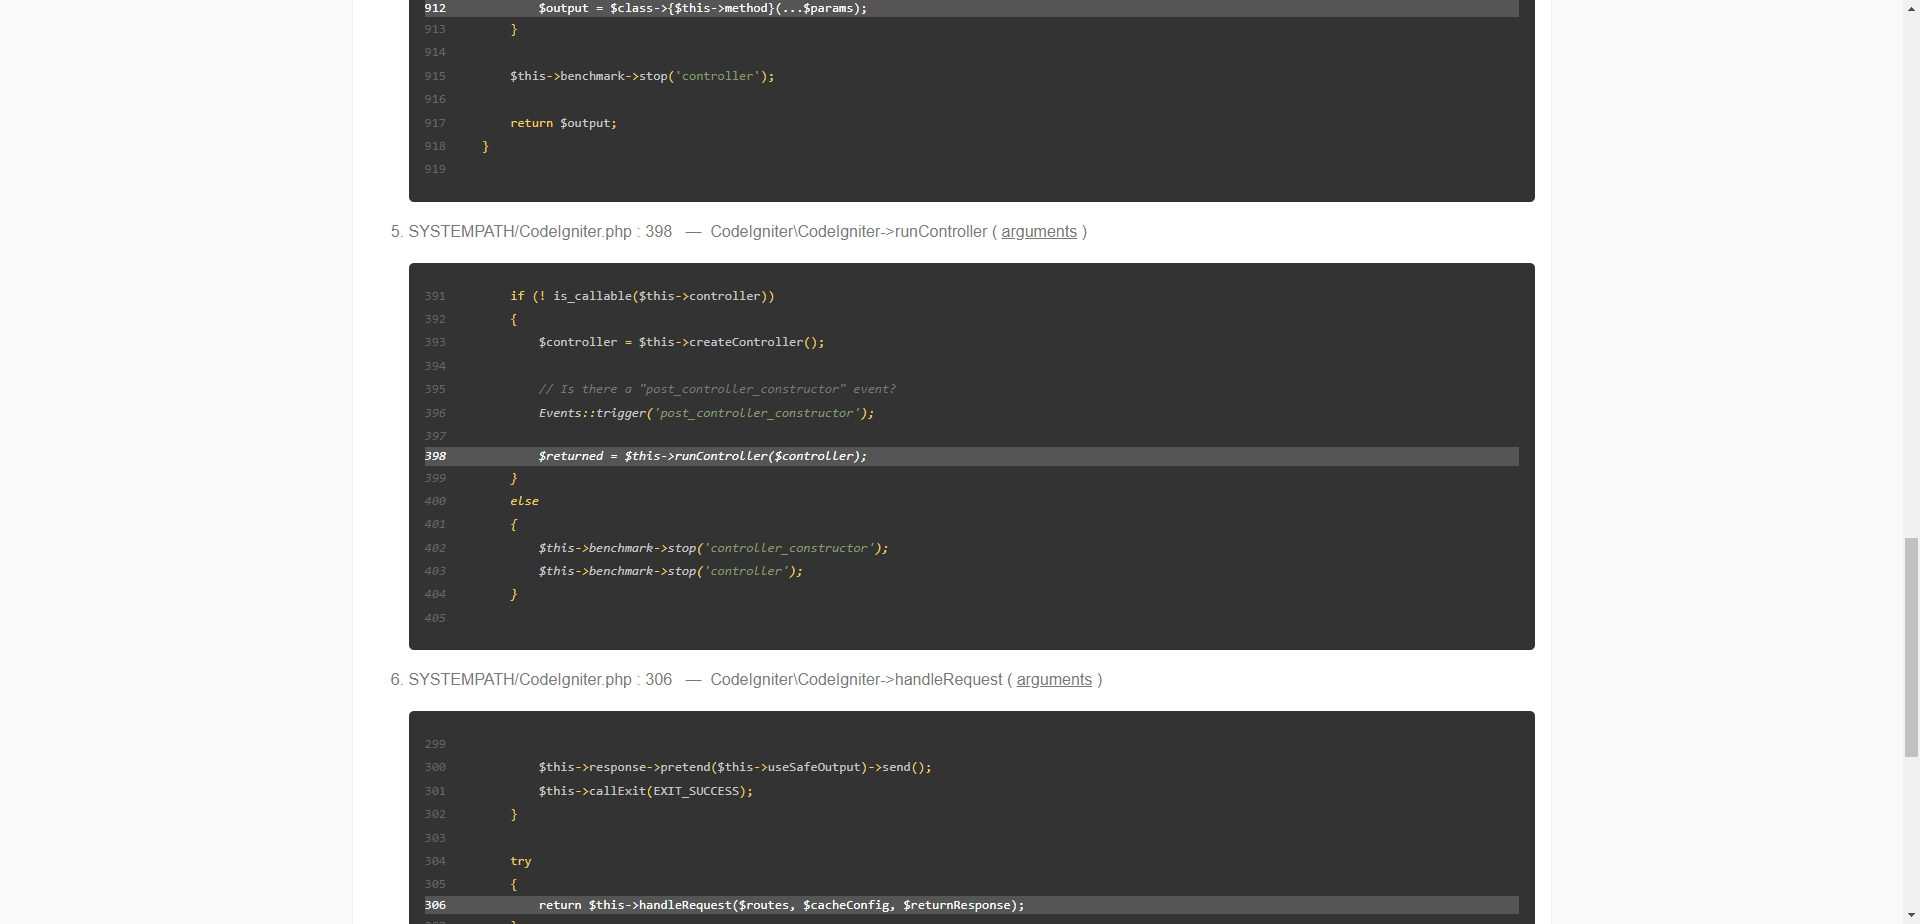 912 $output = $class->{$this->method}(...$params);
913 }
914
915 $this->benchmark->stop('controller');
916
917 return $output;
918 }
919
5. SYSTEMPATH/CodeIgniter.php : 398 — CodeIgniter\CodeIgniter->runController ( arguments )
391 if (! is_callable($this->controller))
392 {
393 $controller = $this->createController();
394
395 // Is there a "post_controller_constructor" event?
396 Events::trigger('post_controller_constructor');
397
398 $returned = $this->runController($controller);
399 }
400 else
401 {
402 $this->benchmark->stop('controller_constructor');
403 $this->benchmark->stop('controller');
404 }
405
6. SYSTEMPATH/CodeIgniter.php : 306 — CodeIgniter\CodeIgniter->handleRequest ( arguments )
299
300 $this->response->pretend($this->useSafeOutput)->send();
301 $this->callExit(EXIT_SUCCESS);
302 }
303
304 try
305 {
306 return $this->handleRequest($routes, $cacheConfig, $returnResponse);